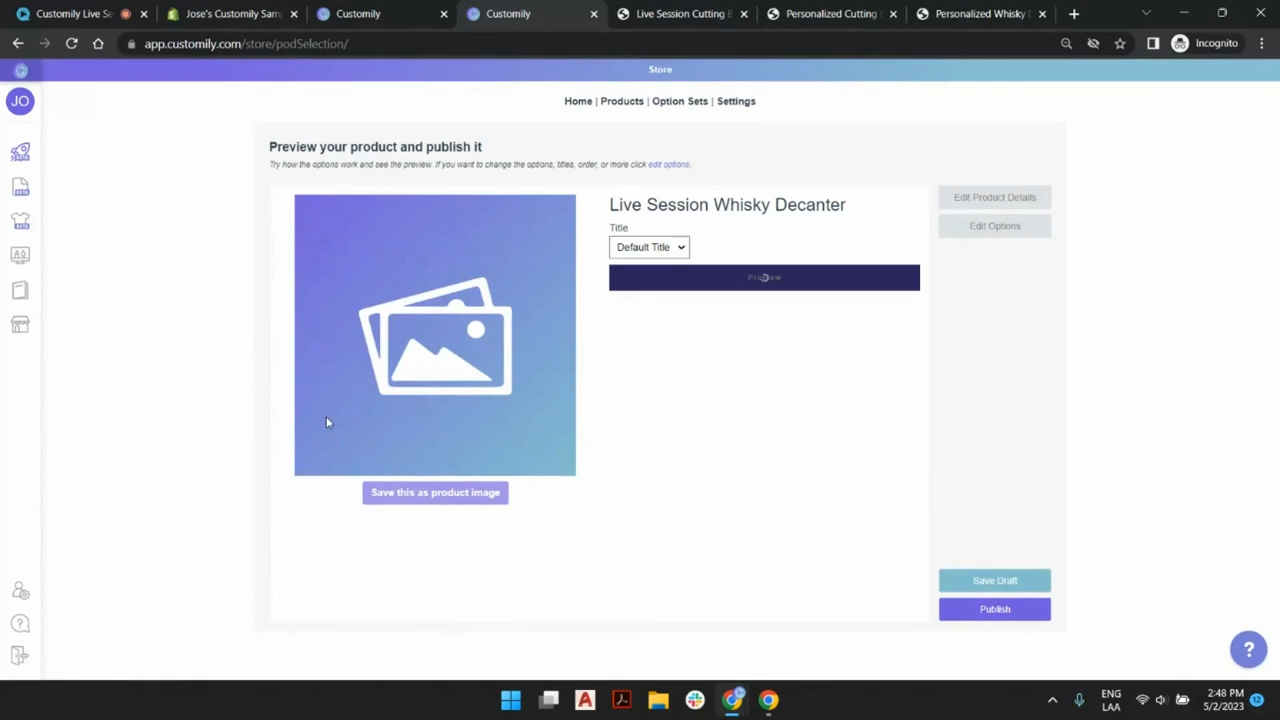 Customily Live Se
Jose's Customily Sam
Customily
Customily
Live Session Cutting B
Personalized Cutting
Personalized Whisky D
app.customily.com/store/podSelection/
Incognito
Store
JO
Home | Products | Option Sets | Settings
Preview your product and publish it
Try how the options work and see the preview. If you want to change the options, titles, order, or more click edit options.
Live Session Whisky Decanter
Edit Product Details
Title
Edit Options
Default Title
Preview
Save this as product image
Save Draft
Publish
BETA
BETA
?
ENG
LAA
2:48 PM
5/2/2023
12